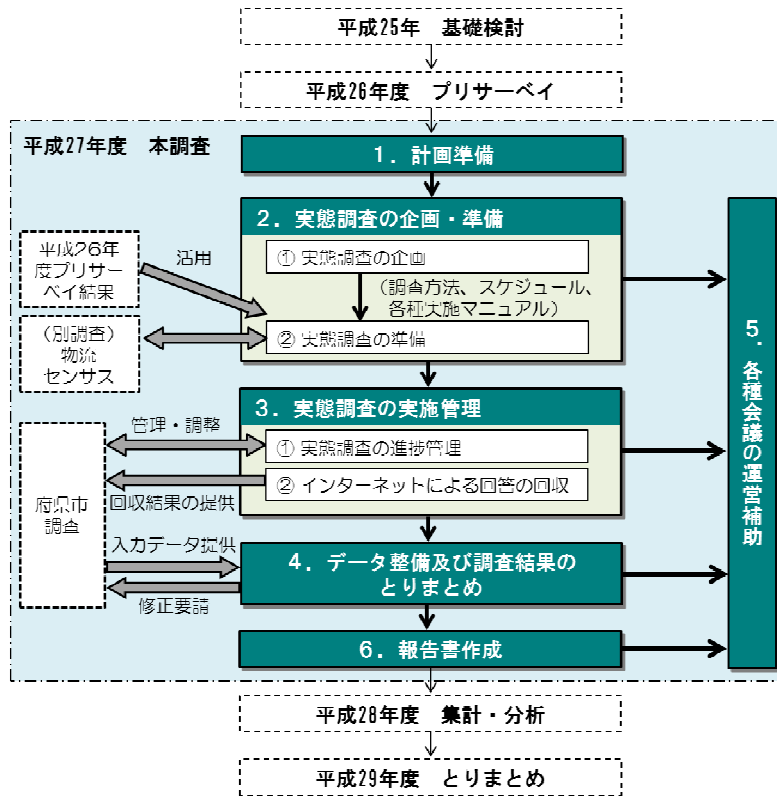 平成25年　基礎検討
平成26年度　プリサーベイ
平成27年度　本調査
１．計画準備
２．実態調査の企画・準備
平成26年
度プリサー
ベイ結果
活用
① 実態調査の企画
（調査方法、スケジュール、
各種実施マニュアル）
（別調査）
物流
センサス
② 実態調査の準備
３．実態調査の実施管理
管理・調整
① 実態調査の進捗管理
② インターネットによる回答の回収
回収結果の提供
府県市
調査
入力データ提供
４．データ整備及び調査結果の
とりまとめ
修正要請
６．報告書作成
５．各種会議の運営補助
平成28年度　集計・分析
平成29年度　とりまとめ